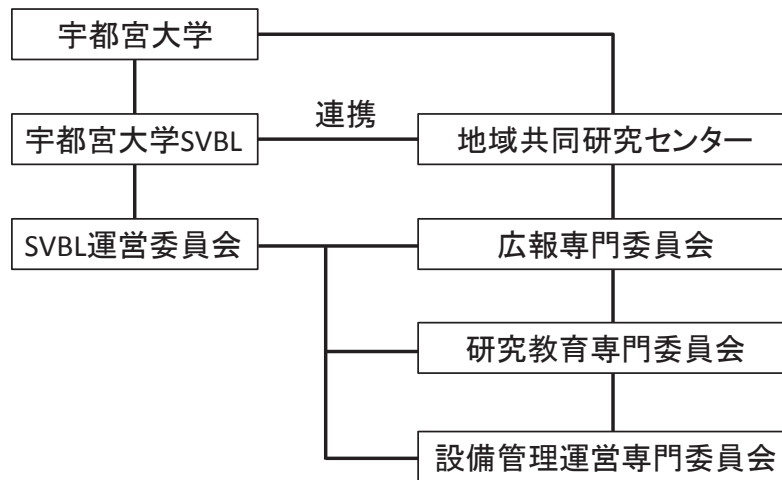 宇都宮大学
連携
宇都宮大学SVBL
地域共同研究センター
SVBL運営委員会
広報専門委員会
研究教育専門委員会
設備管理運営専門委員会